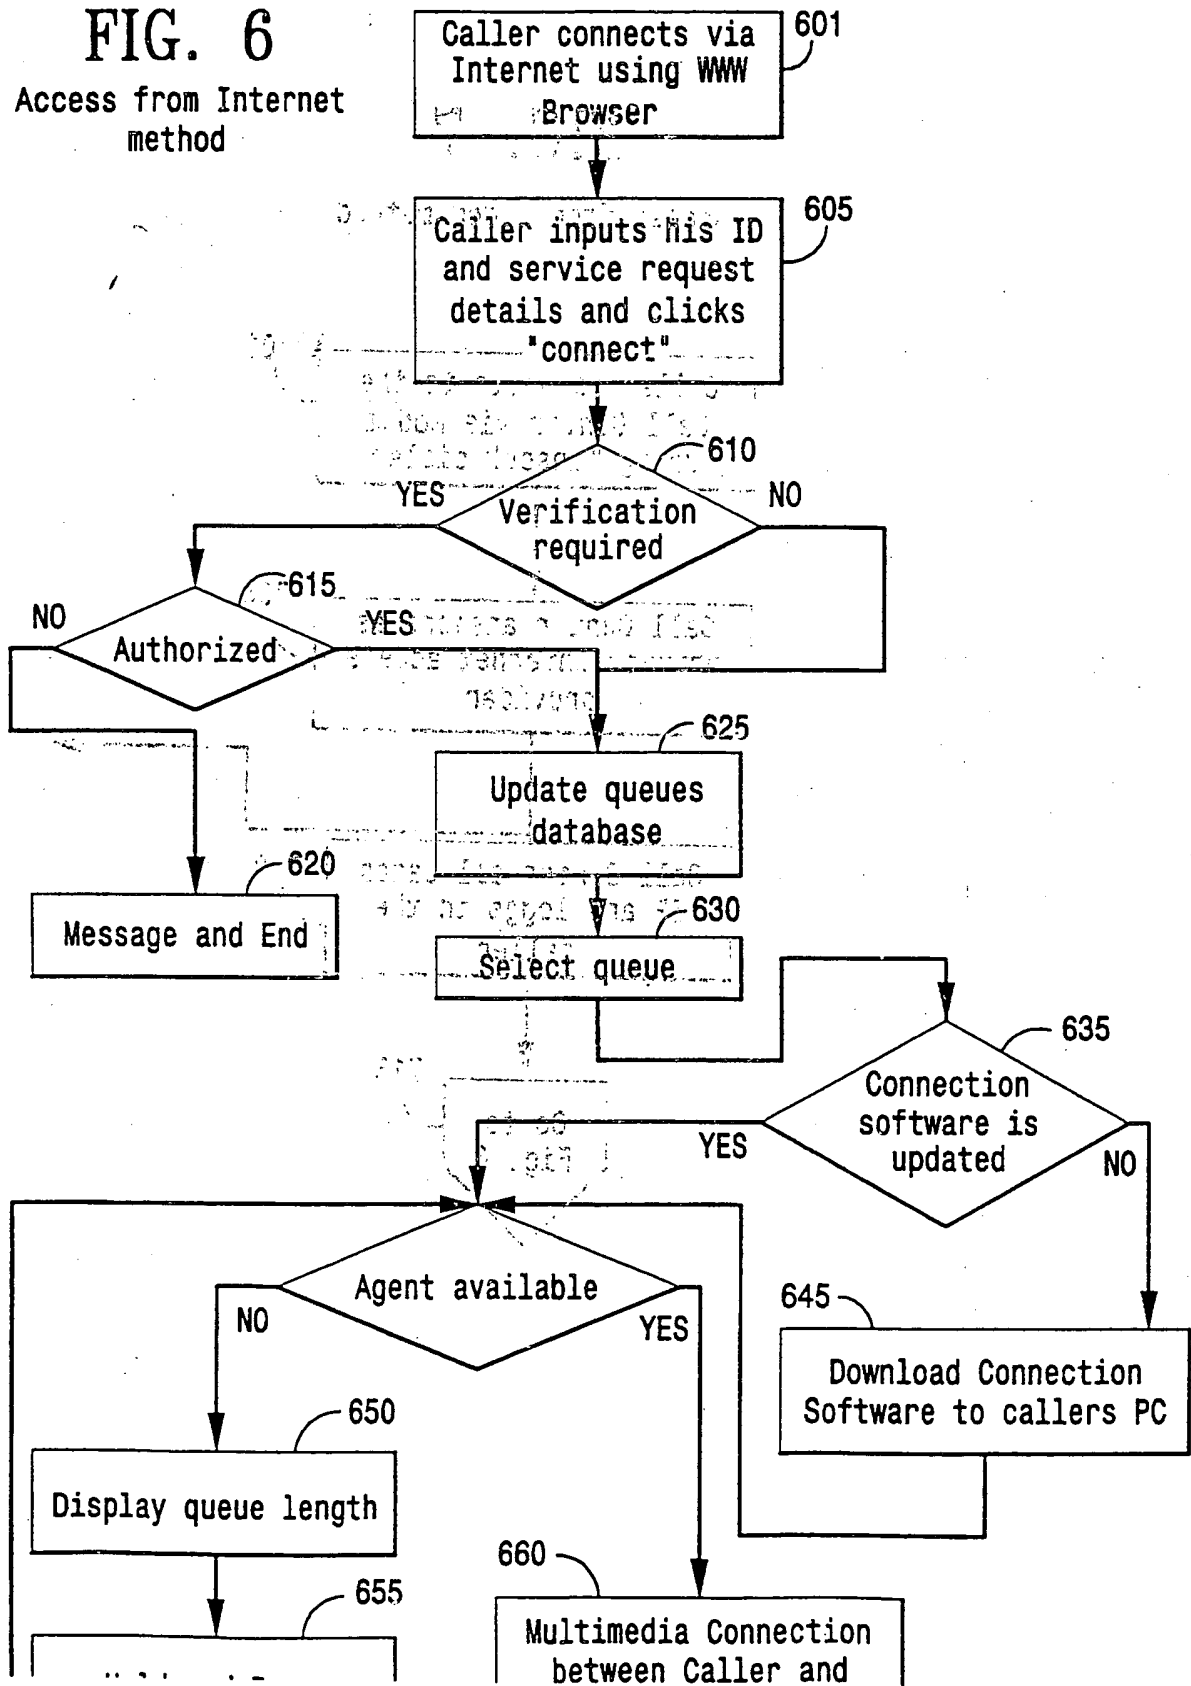 FIG. 6
Access from Internet
method
601
Caller connects via
Internet using WWW
Browser
605
Caller inputs his ID
and service request
details and clicks
"connect"
610
YES
NO
Verification
required
615
NO
YES
Authorized
625
Update queues
database
620
Message and End
630
Select queue
635
Connection
software is
updated
YES
NO
Agent available
NO
YES
645
Download Connection
Software to callers PC
650
Display queue length
655
660
Multimedia Connection
between Caller and